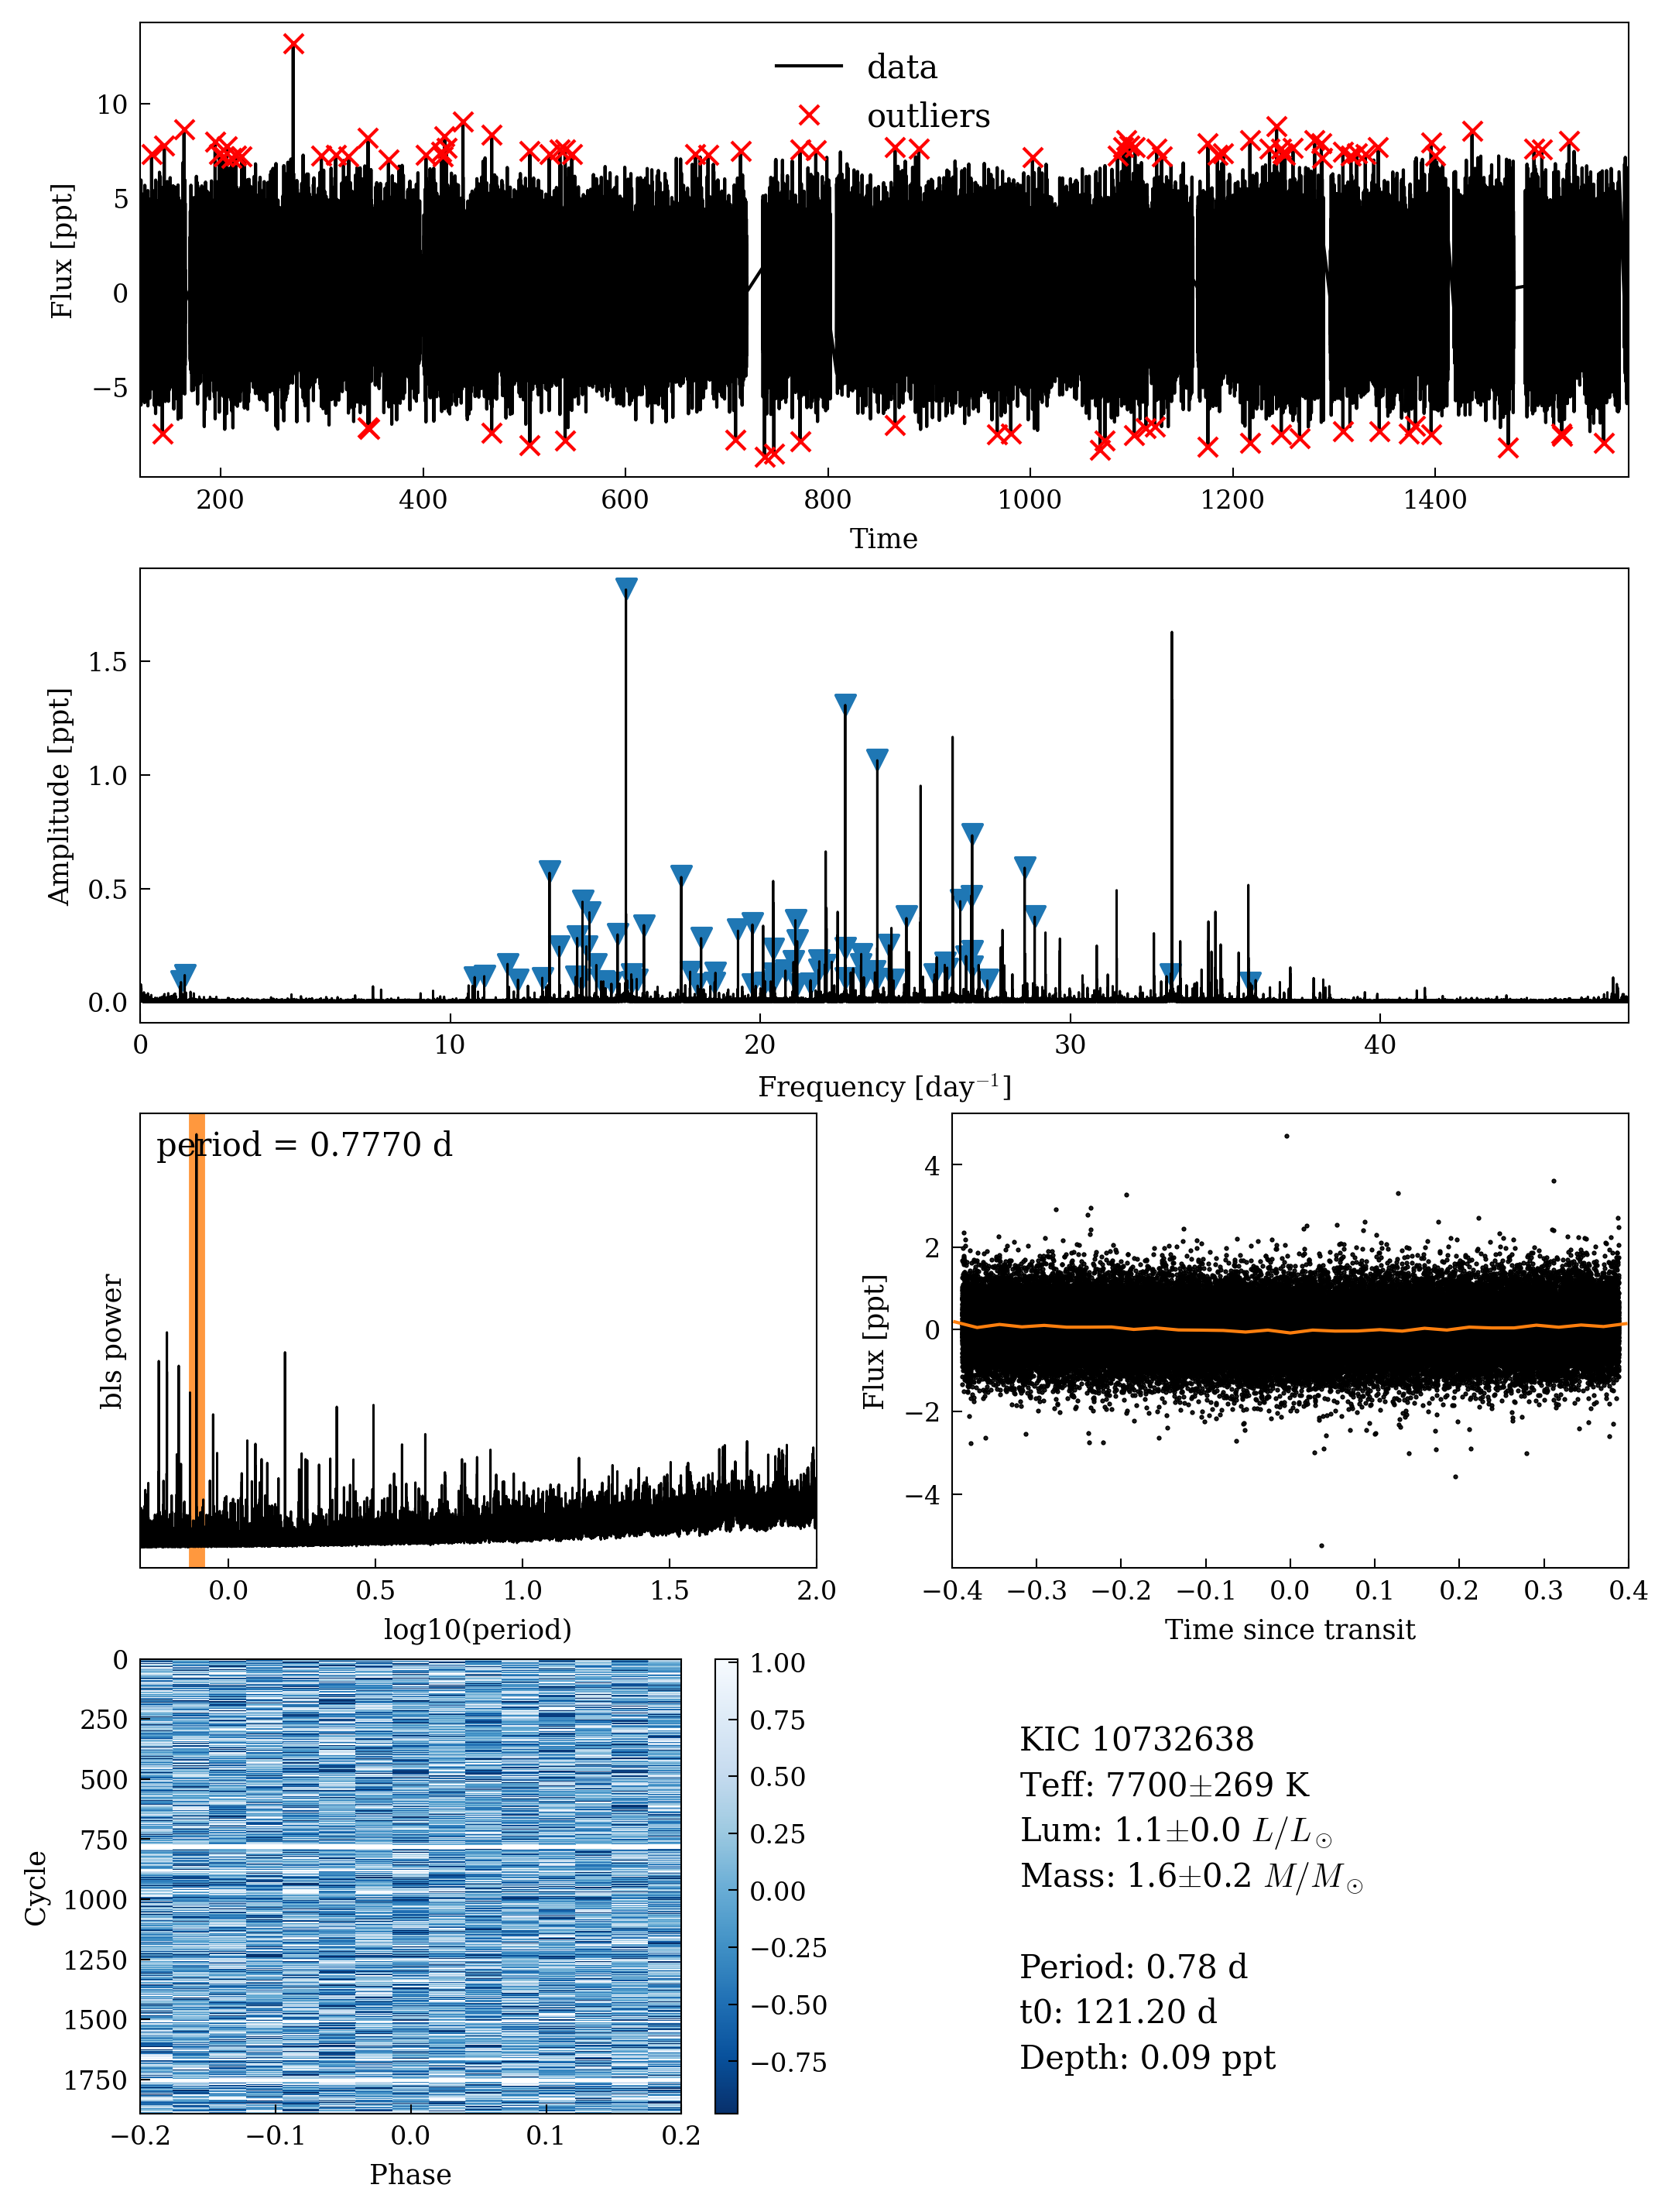 data
outliers
10
5
0
−5
Flux [ppt]
200 400 600 800 1000 1200 1400
Time
1.5
1.0
0.5
0.0
Amplitude [ppt]
0 10 20 30 40
Frequency [day⁻¹]
period = 0.7770 d
bls power
0.0 0.5 1.0 1.5 2.0
log10(period)
4
2
0
−2
−4
Flux [ppt]
−0.4 −0.3 −0.2 −0.1 0.0 0.1 0.2 0.3 0.4
Time since transit
0
250
500
750
1000
1250
1500
1750
Cycle
−0.2 −0.1 0.0 0.1 0.2
Phase
1.00
0.75
0.50
0.25
0.00
−0.25
−0.50
−0.75
KIC 10732638
Teff: 7700±269 K
Lum: 1.1±0.0 L/L⊙
Mass: 1.6±0.2 M/M⊙
Period: 0.78 d
t0: 121.20 d
Depth: 0.09 ppt